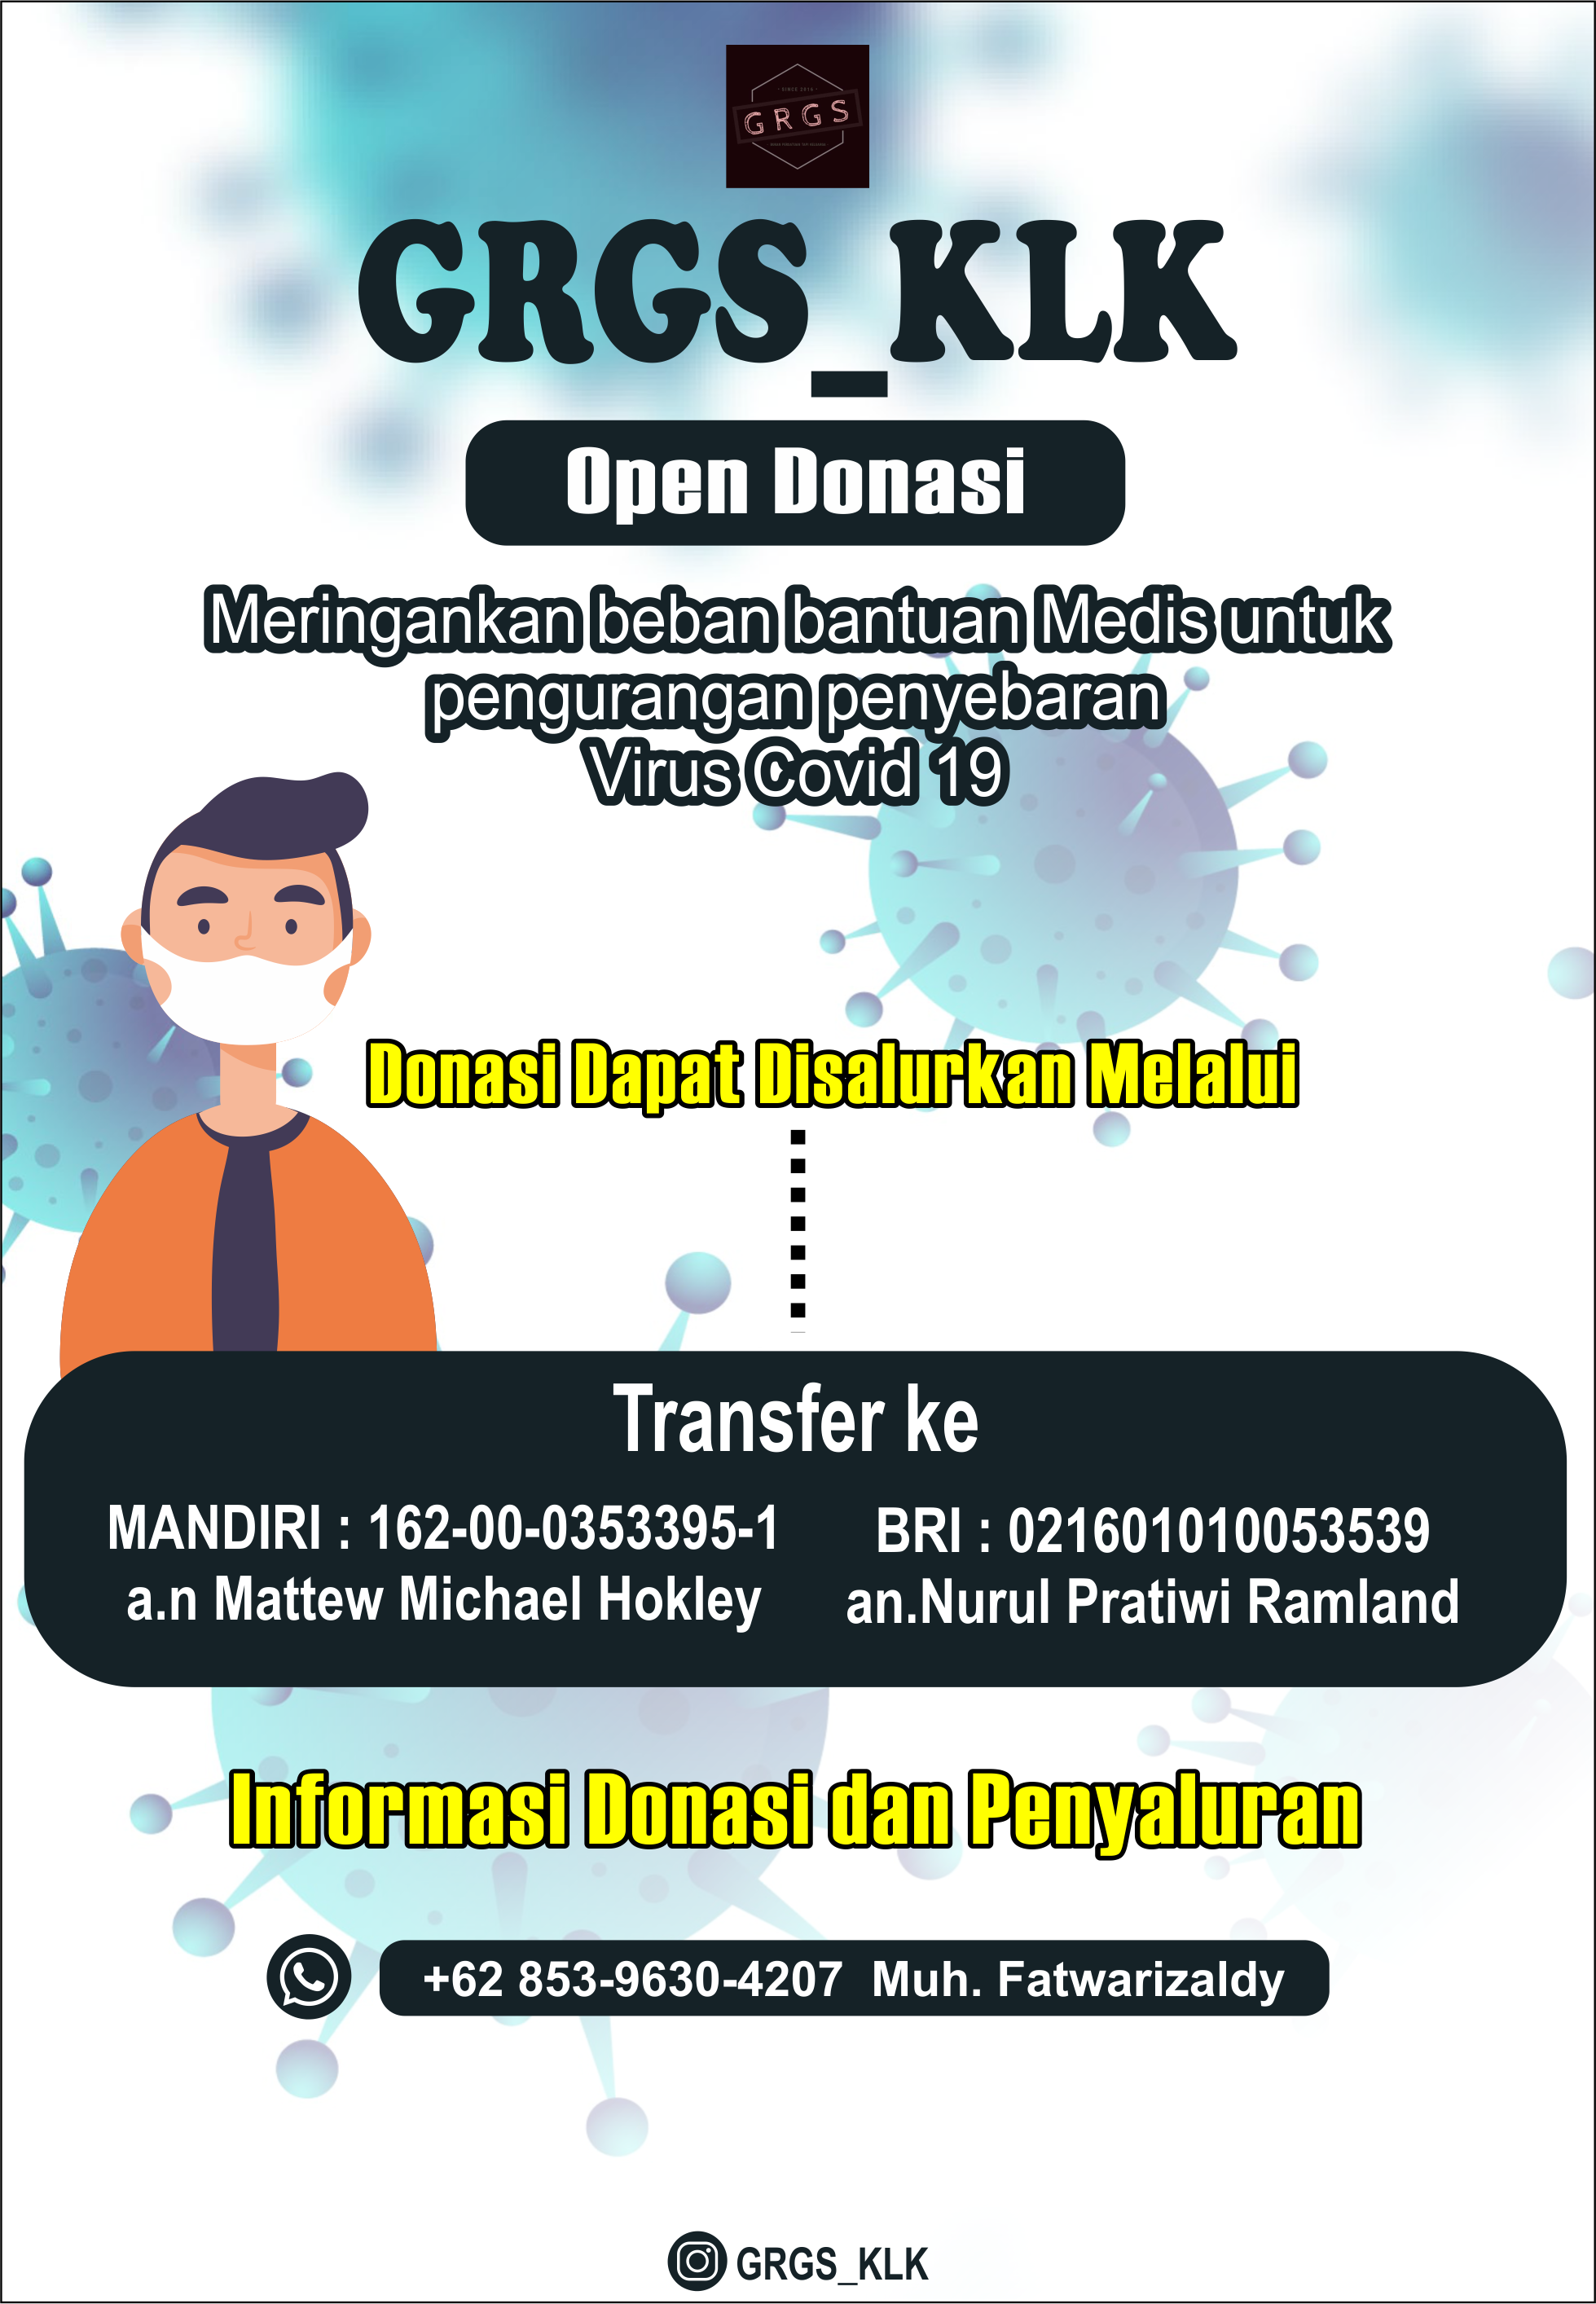 SINCE 2016
GRGS
GRGS_KLK
Open Donasi
Meringankan beban bantuan Medis untuk
pengurangan penyebaran
Virus Covid 19
Donasi Dapat Disalurkan Melalui
Transfer ke
MANDIRI : 162-00-0353395-1
a.n Mattew Michael Hokley
BRI : 021601010053539
an.Nurul Pratiwi Ramland
Informasi Donasi dan Penyaluran
+62 853-9630-4207 Muh. Fatwarizaldy
GRGS_KLK